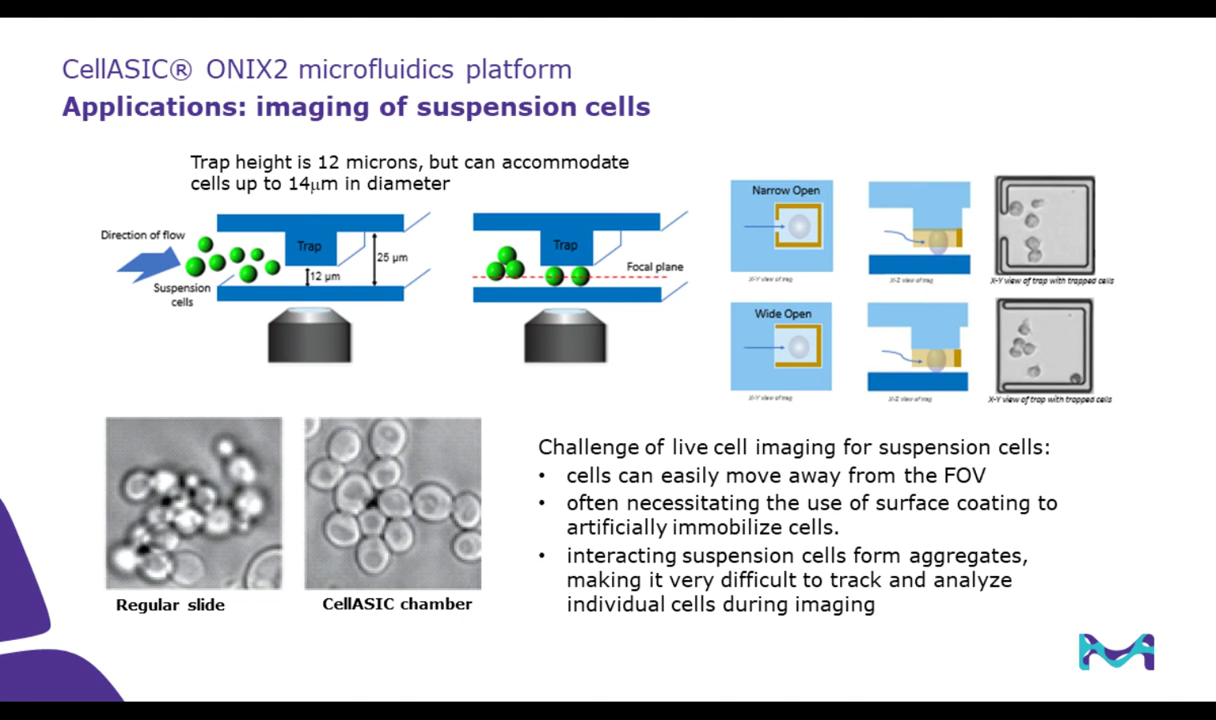 CellASIC® ONIX2 microfluidics platform
Applications: imaging of suspension cells
Trap height is 12 microns, but can accommodate
cells up to 14µm in diameter
Direction of flow
Suspension
cells
Trap
12 µm
25 µm
Trap
Focal plane
Narrow Open
X-Y view of trap
X-Z view of trap
X-Y view of trap with trapped cells
Wide Open
X-Y view of trap
X-Z view of trap
X-Y view of trap with trapped cells
Regular slide
CellASIC chamber
Challenge of live cell imaging for suspension cells:
• cells can easily move away from the FOV
• often necessitating the use of surface coating to
artificially immobilize cells.
• interacting suspension cells form aggregates,
making it very difficult to track and analyze
individual cells during imaging